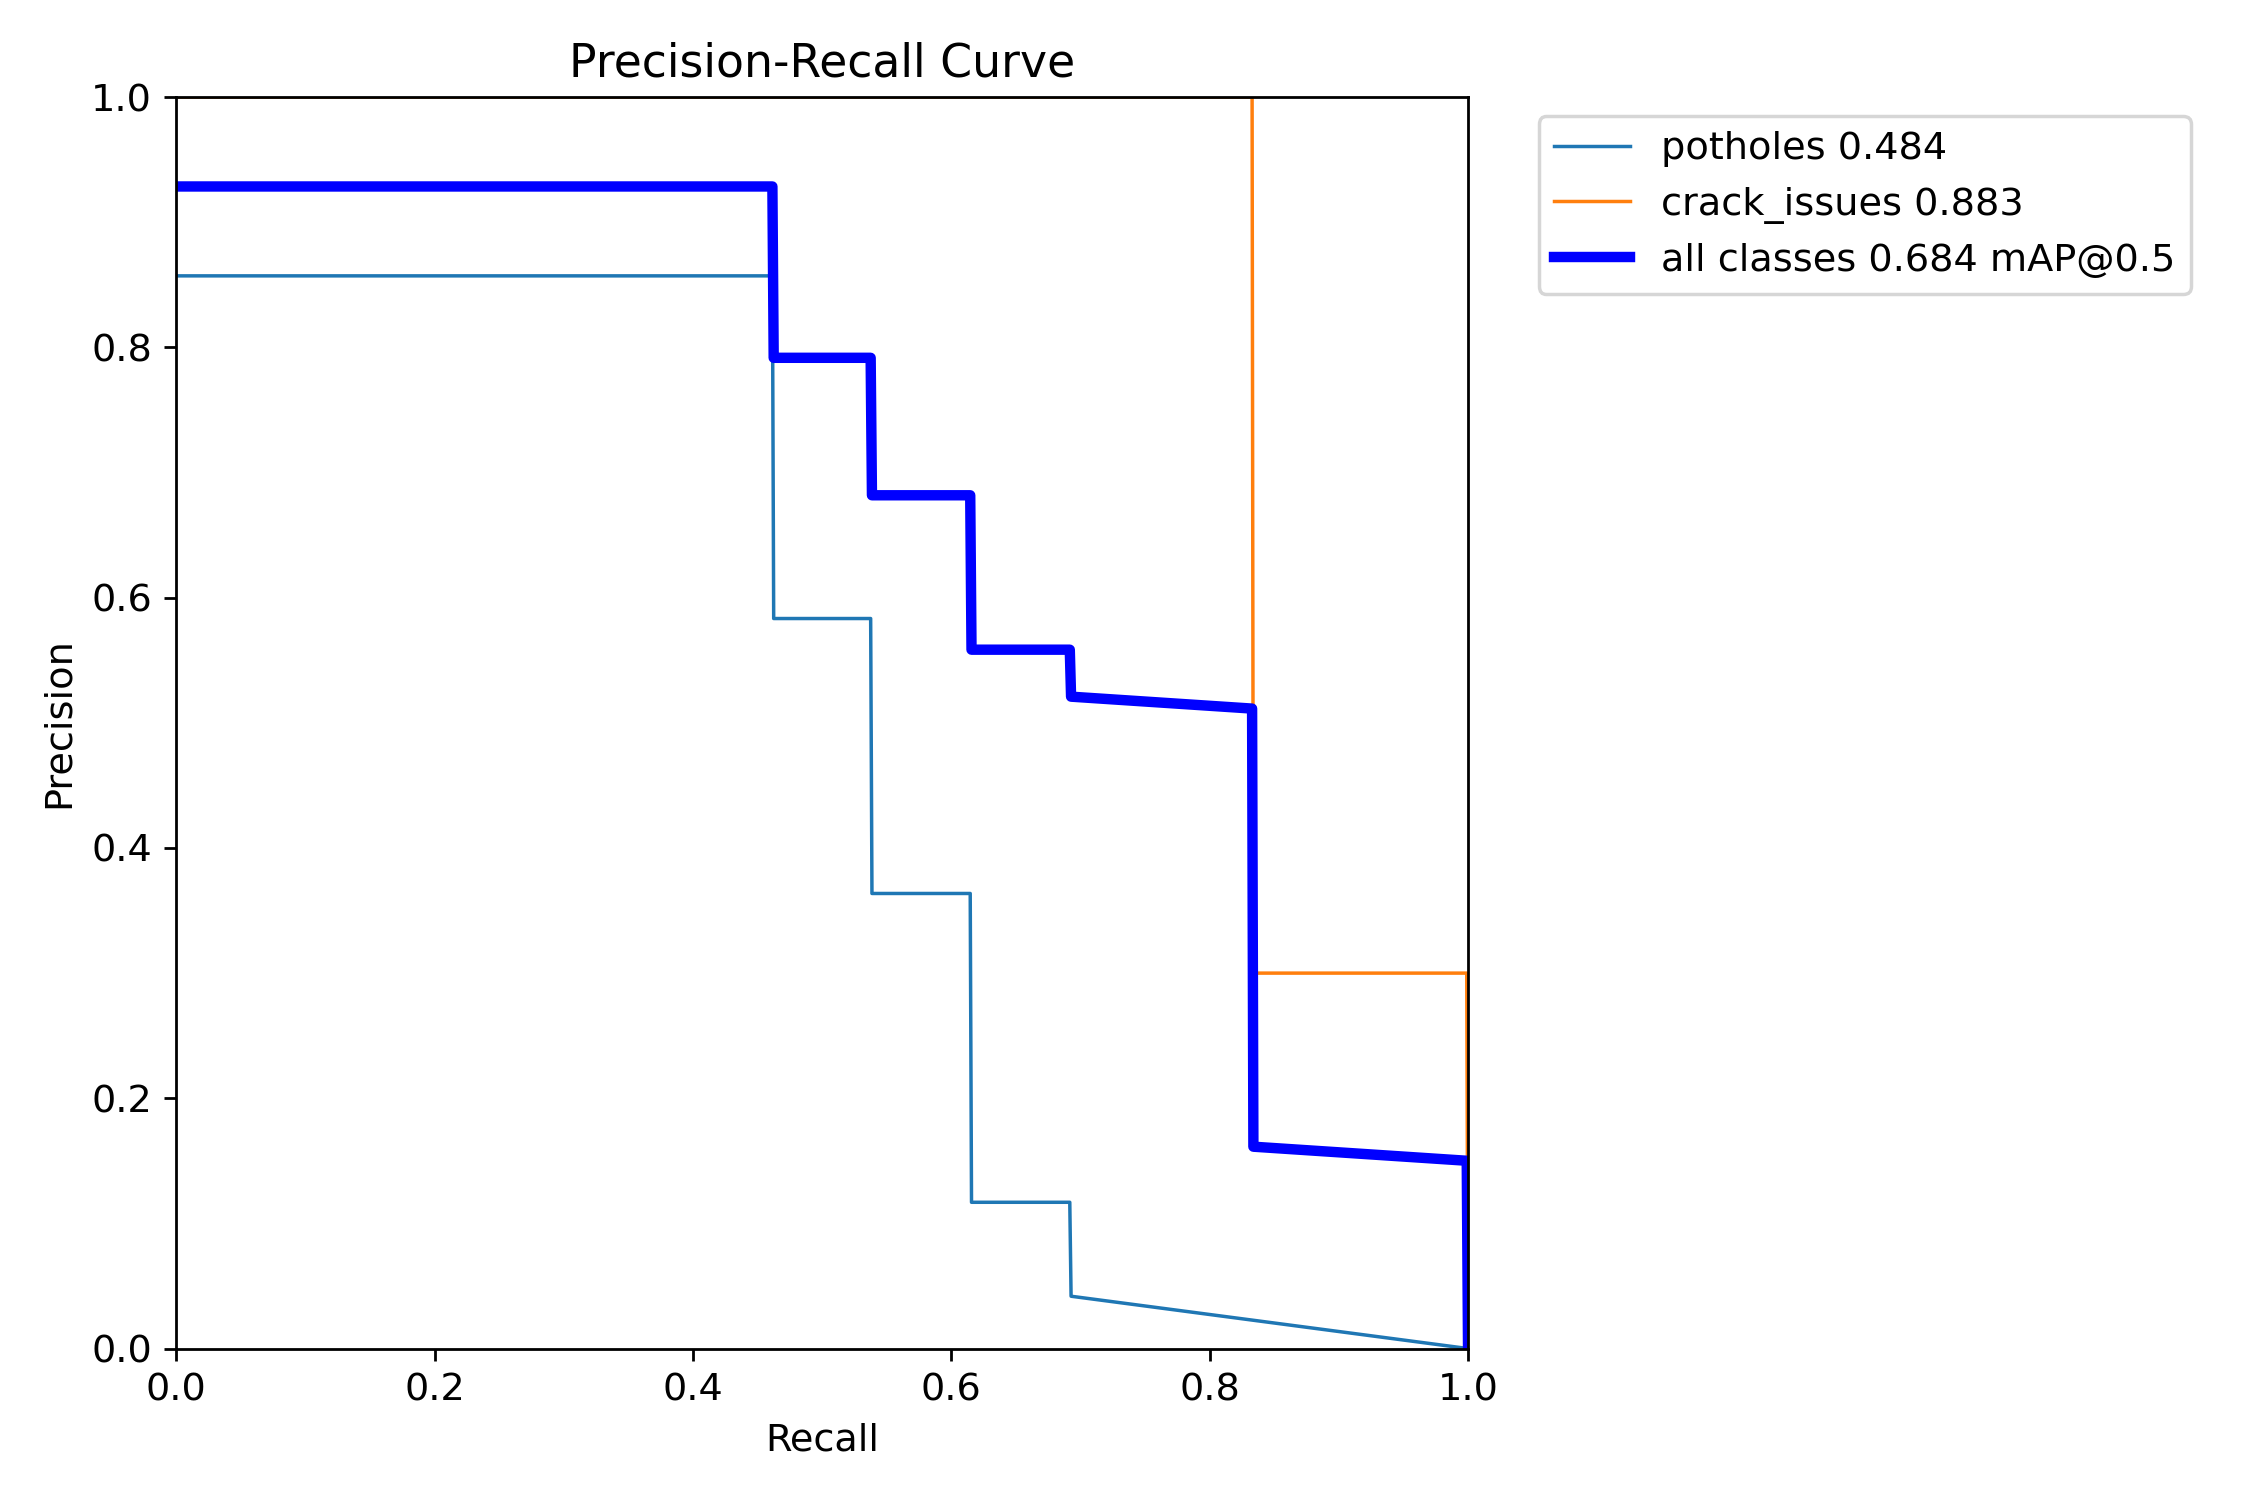 Precision-Recall Curve
1.0
0.8
0.6
0.4
0.2
0.0
Precision
0.0 0.2 0.4 0.6 0.8 1.0
Recall
potholes 0.484
crack_issues 0.883
all classes 0.684 mAP@0.5